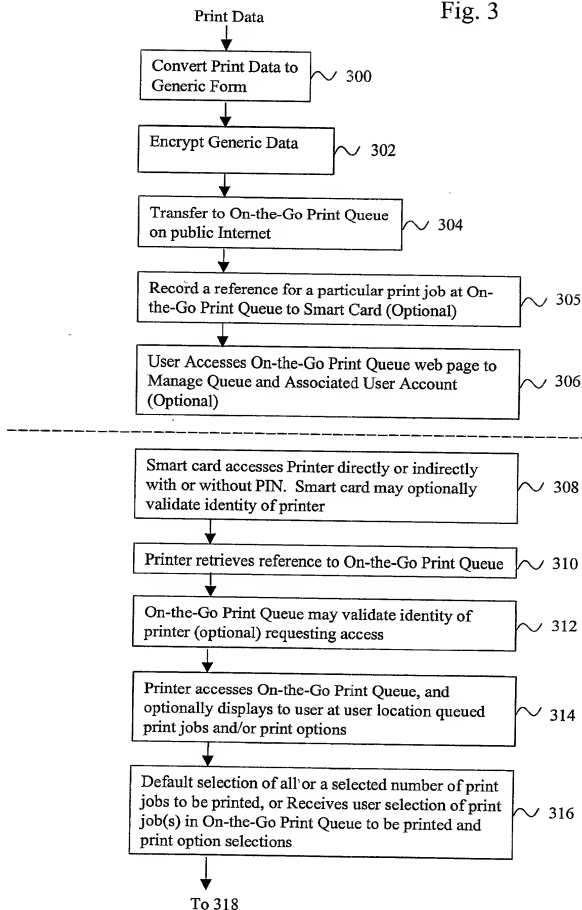 Fig. 3
Print Data
Convert Print Data to
Generic Form
300
Encrypt Generic Data
302
Transfer to On-the-Go Print Queue
on public Internet
304
Record a reference for a particular print job at On-
the-Go Print Queue to Smart Card (Optional)
305
User Accesses On-the-Go Print Queue web page to
Manage Queue and Associated User Account
(Optional)
306
Smart card accesses Printer directly or indirectly
with or without PIN.  Smart card may optionally
validate identity of printer
308
Printer retrieves reference to On-the-Go Print Queue
310
On-the-Go Print Queue may validate identity of
printer (optional) requesting access
312
Printer accesses On-the-Go Print Queue, and
optionally displays to user at user location queued
print jobs and/or print options
314
Default selection of all or a selected number of print
jobs to be printed, or Receives user selection of print
job(s) in On-the-Go Print Queue to be printed and
print option selections
316
To 318